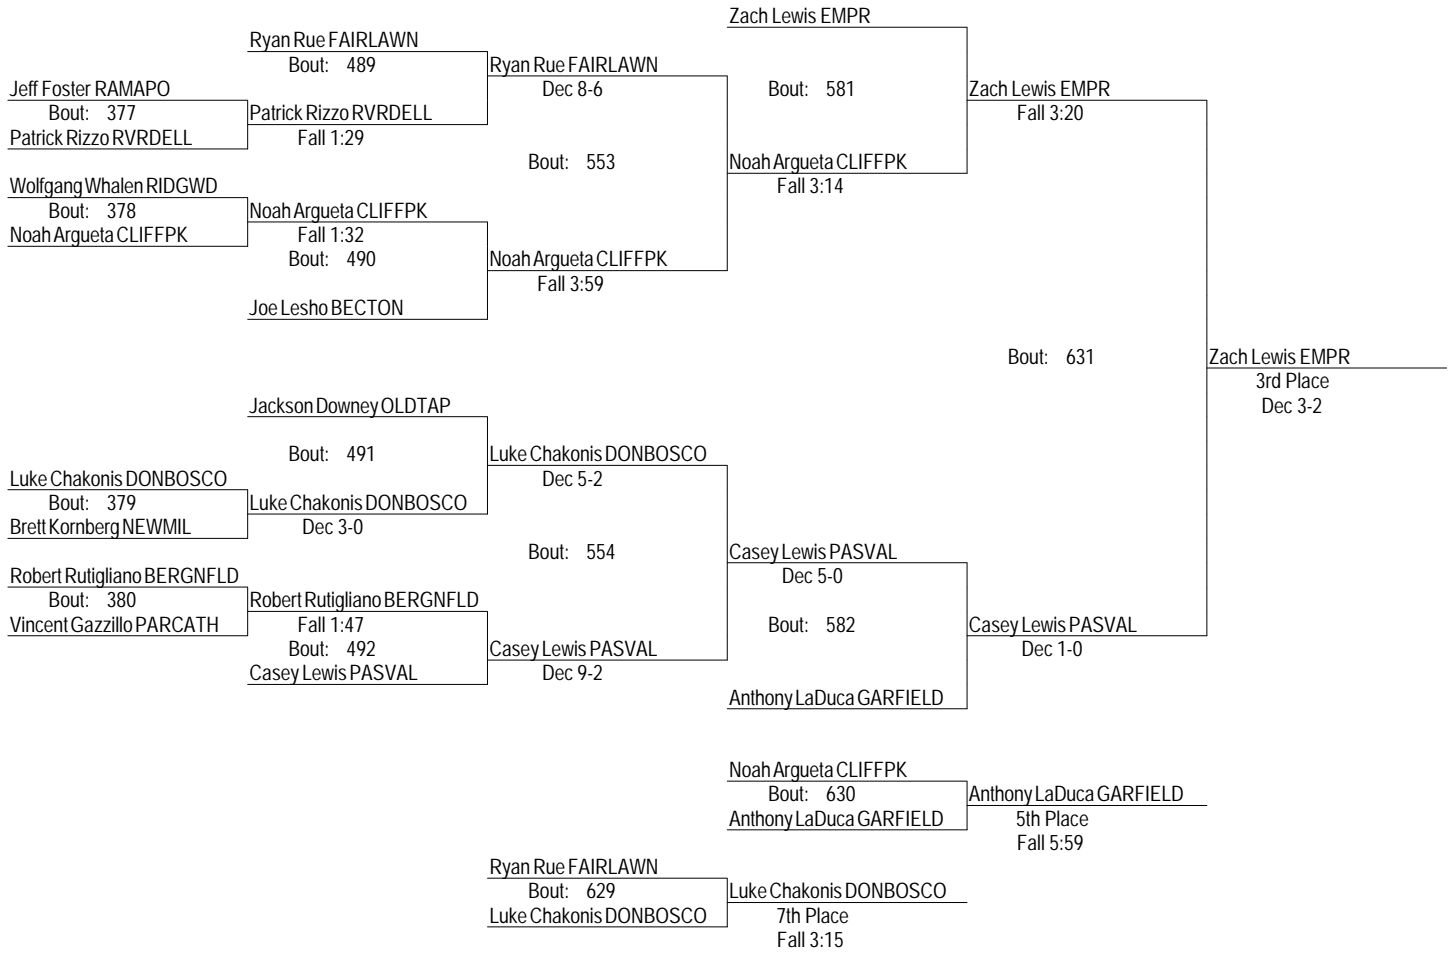 Zach Lewis EMPR
Ryan Rue FAIRLAWN
Bout: 489
Ryan Rue FAIRLAWN
Jeff Foster RAMAPO
Dec 8-6
Bout: 581
Zach Lewis EMPR
Bout: 377
Patrick Rizzo RVRDELL
Fall 3:20
Patrick Rizzo RVRDELL
Fall 1:29
Bout: 553
Noah Argueta CLIFFPK
Wolfgang Whalen RIDGWD
Fall 3:14
Bout: 378
Noah Argueta CLIFFPK
Noah Argueta CLIFFPK
Fall 1:32
Bout: 490
Noah Argueta CLIFFPK
Fall 3:59
Joe Lesho BECTON
Bout: 631
Zach Lewis EMPR
3rd Place
Jackson Downey OLDTAP
Dec 3-2
Bout: 491
Luke Chakonis DONBOSCO
Luke Chakonis DONBOSCO
Dec 5-2
Bout: 379
Luke Chakonis DONBOSCO
Brett Kornberg NEWMIL
Dec 3-0
Bout: 554
Casey Lewis PASVAL
Robert Rutigliano BERGNFLD
Dec 5-0
Bout: 380
Robert Rutigliano BERGNFLD
Vincent Gazzillo PARCATH
Fall 1:47
Bout: 582
Casey Lewis PASVAL
Bout: 492
Casey Lewis PASVAL
Dec 1-0
Casey Lewis PASVAL
Dec 9-2
Anthony LaDuca GARFIELD
Noah Argueta CLIFFPK
Bout: 630
Anthony LaDuca GARFIELD
Anthony LaDuca GARFIELD
5th Place
Fall 5:59
Ryan Rue FAIRLAWN
Bout: 629
Luke Chakonis DONBOSCO
Luke Chakonis DONBOSCO
7th Place
Fall 3:15